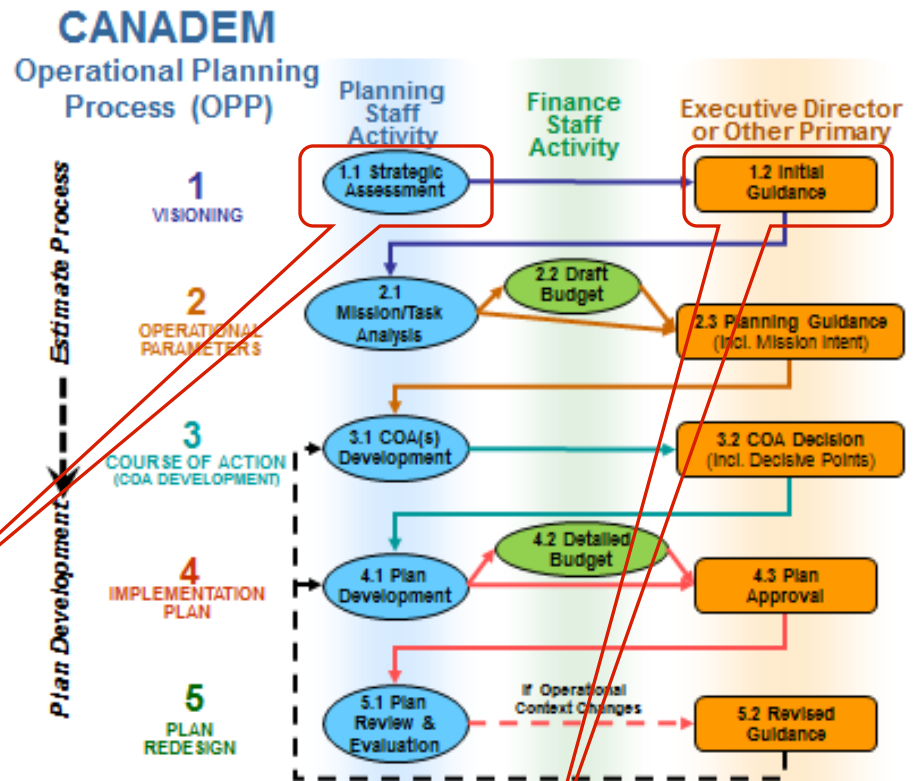 CANADEM
Operational Planning
Process (OPP)
Planning
Staff
Activity
Finance
Staff
Activity
Executive Director
or Other Primary
Estimate Process
1
VISIONING
1.1 Strategic
Assessment
1.2 Initial
Guidance
2
OPERATIONAL
PARAMETERS
2.1
Mission/Task
Analysis
2.2 Draft
Budget
2.3 Planning Guidance
(Incl. Mission Intent)
3
COURSE OF ACTION
(COA DEVELOPMENT)
3.1 COA(s)
Development
3.2 COA Decision
(Incl. Decisive Points)
Plan Development
4
IMPLEMENTATION
PLAN
4.1 Plan
Development
4.2 Detailed
Budget
4.3 Plan
Approval
5
PLAN
REDESIGN
5.1 Plan
Review &
Evaluation
If Operational
Context Changes
5.2 Revised
Guidance